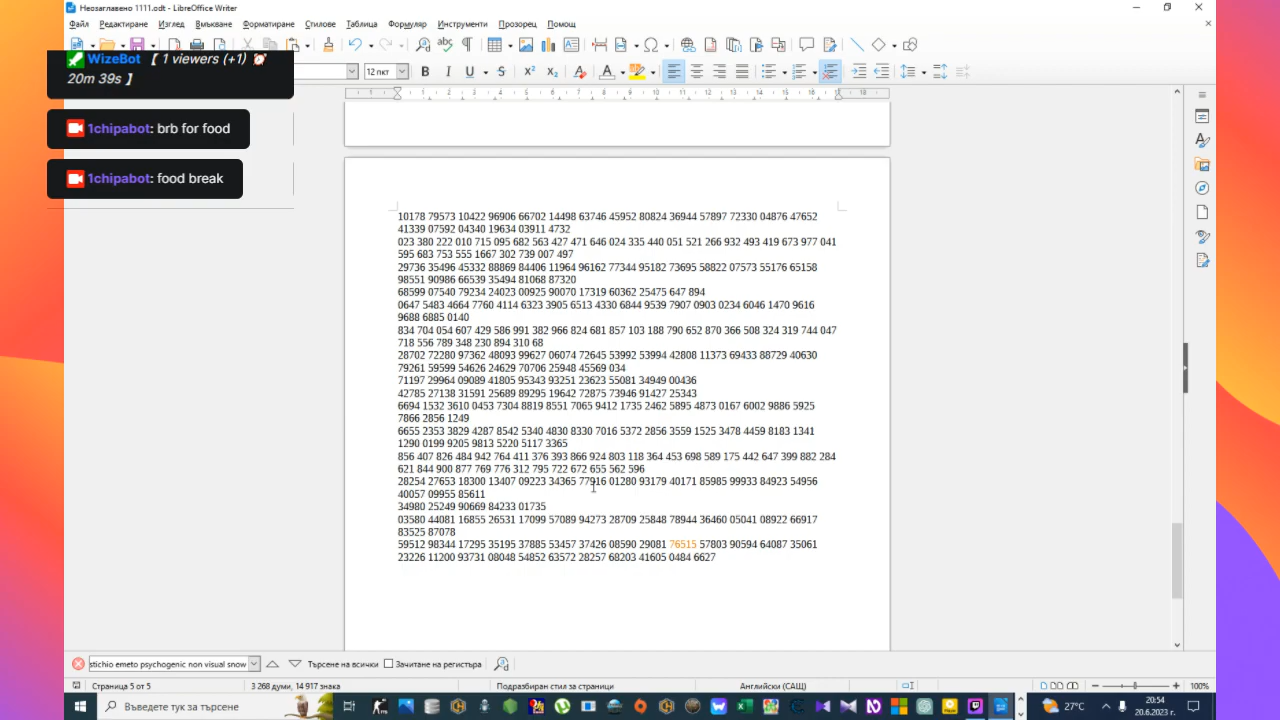 Неозаглавено 1111.odt - LibreOffice Writer
Файл Редактиране Изглед Вмъкване Форматиране Стилове Таблица Формуляр Инструменти Прозорец Помощ
12 пкт
WizeBot [ 1 viewers (+1)
20m 39s ]
1chipabot: brb for food
1chipabot: food break
1 1 2 3 4 5 6 7 8 9 10 11 12 13 14 15 16 17 18
10178 79573 10422 96906 66702 14498 63746 45952 80824 36944 57897 72330 04876 47652
41339 07592 04340 19634 03911 4732
023 380 222 010 715 095 682 563 427 471 646 024 335 440 051 521 266 932 493 419 673 977 041
595 683 753 555 1667 302 739 007 497
29736 35496 45332 88869 84406 11964 96162 77344 95182 73695 58822 07573 55176 65158
98551 90986 66539 35494 81068 87320
68599 07540 79234 24023 00925 90070 17319 60362 25475 647 894
0647 5483 4664 7760 4114 6323 3905 6513 4330 6844 9539 7907 0903 0234 6046 1470 9616
9688 6885 0140
834 704 054 607 429 586 991 382 966 824 681 857 103 188 790 652 870 366 508 324 319 744 047
718 556 789 348 230 894 310 68
28702 72280 97362 48093 99627 06074 72645 53992 53994 42808 11373 69433 88729 40630
79261 59599 54626 24629 70706 25948 45569 034
71197 29964 09089 41805 95343 93251 23623 55081 34949 00436
42785 27138 31591 25689 89295 19642 72875 73946 91427 25343
6694 1532 3610 0453 7304 8819 8551 7065 9412 1735 2462 5895 4873 0167 6002 9886 5925
7866 2856 1249
6655 2353 3829 4287 8542 5340 4830 8330 7016 5372 2856 3559 1525 3478 4459 8183 1341
1290 0199 9205 9813 5220 5117 3365
856 407 826 484 942 764 411 376 393 866 924 803 118 364 453 698 589 175 442 647 399 882 284
621 844 900 877 769 776 312 795 722 672 655 562 596
28254 27653 18300 13407 09223 34365 77916 01280 93179 40171 85985 99933 84923 54956
40057 09955 85611
34980 25249 90669 84233 01735
03580 44081 16855 26531 17099 57089 94273 28709 25848 78944 36460 05041 08922 66917
83525 87078
59512 98344 17295 35195 37885 53457 37426 08590 29081 76515 57803 90594 64087 35061
23226 11200 93731 08048 54852 63572 28257 68203 41605 0484 6627
stichio emeto psychogenic non visual snow Търсене на всички Зачитане на регистъра
Страница 5 от 5 3 268 думи, 14 917 знака Подразбиран стил за страници Английски (САЩ) 100%
Въведете тук за търсене 27°C 20:54
20.6.2023 г.